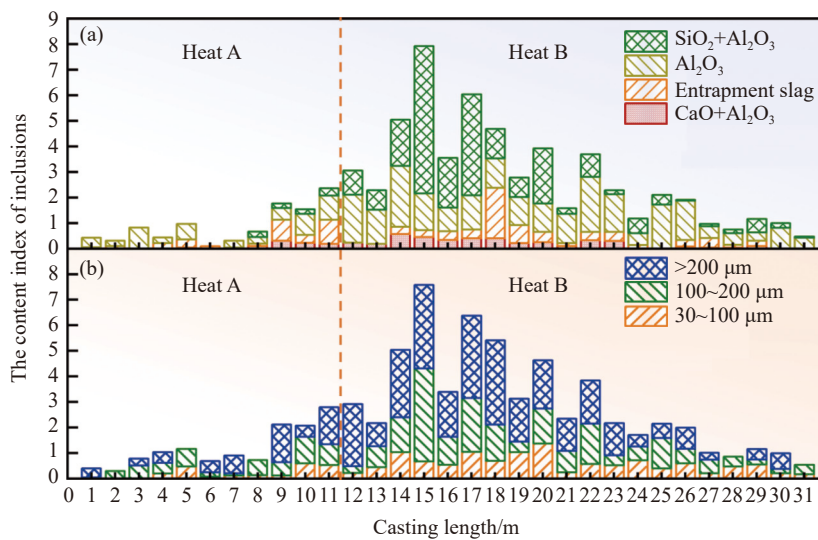 9
8
7
6
5
4
3
2
1
0
(a)
Heat A
Heat B
SiO₂+Al₂O₃
Al₂O₃
Entrapment slag
CaO+Al₂O₃
The content index of inclusions
8
7
6
5
4
3
2
1
0
(b)
Heat A
Heat B
>200 μm
100~200 μm
30~100 μm
0 1 2 3 4 5 6 7 8 9 10 11 12 13 14 15 16 17 18 19 20 21 22 23 24 25 26 27 28 29 30 31
Casting length/m